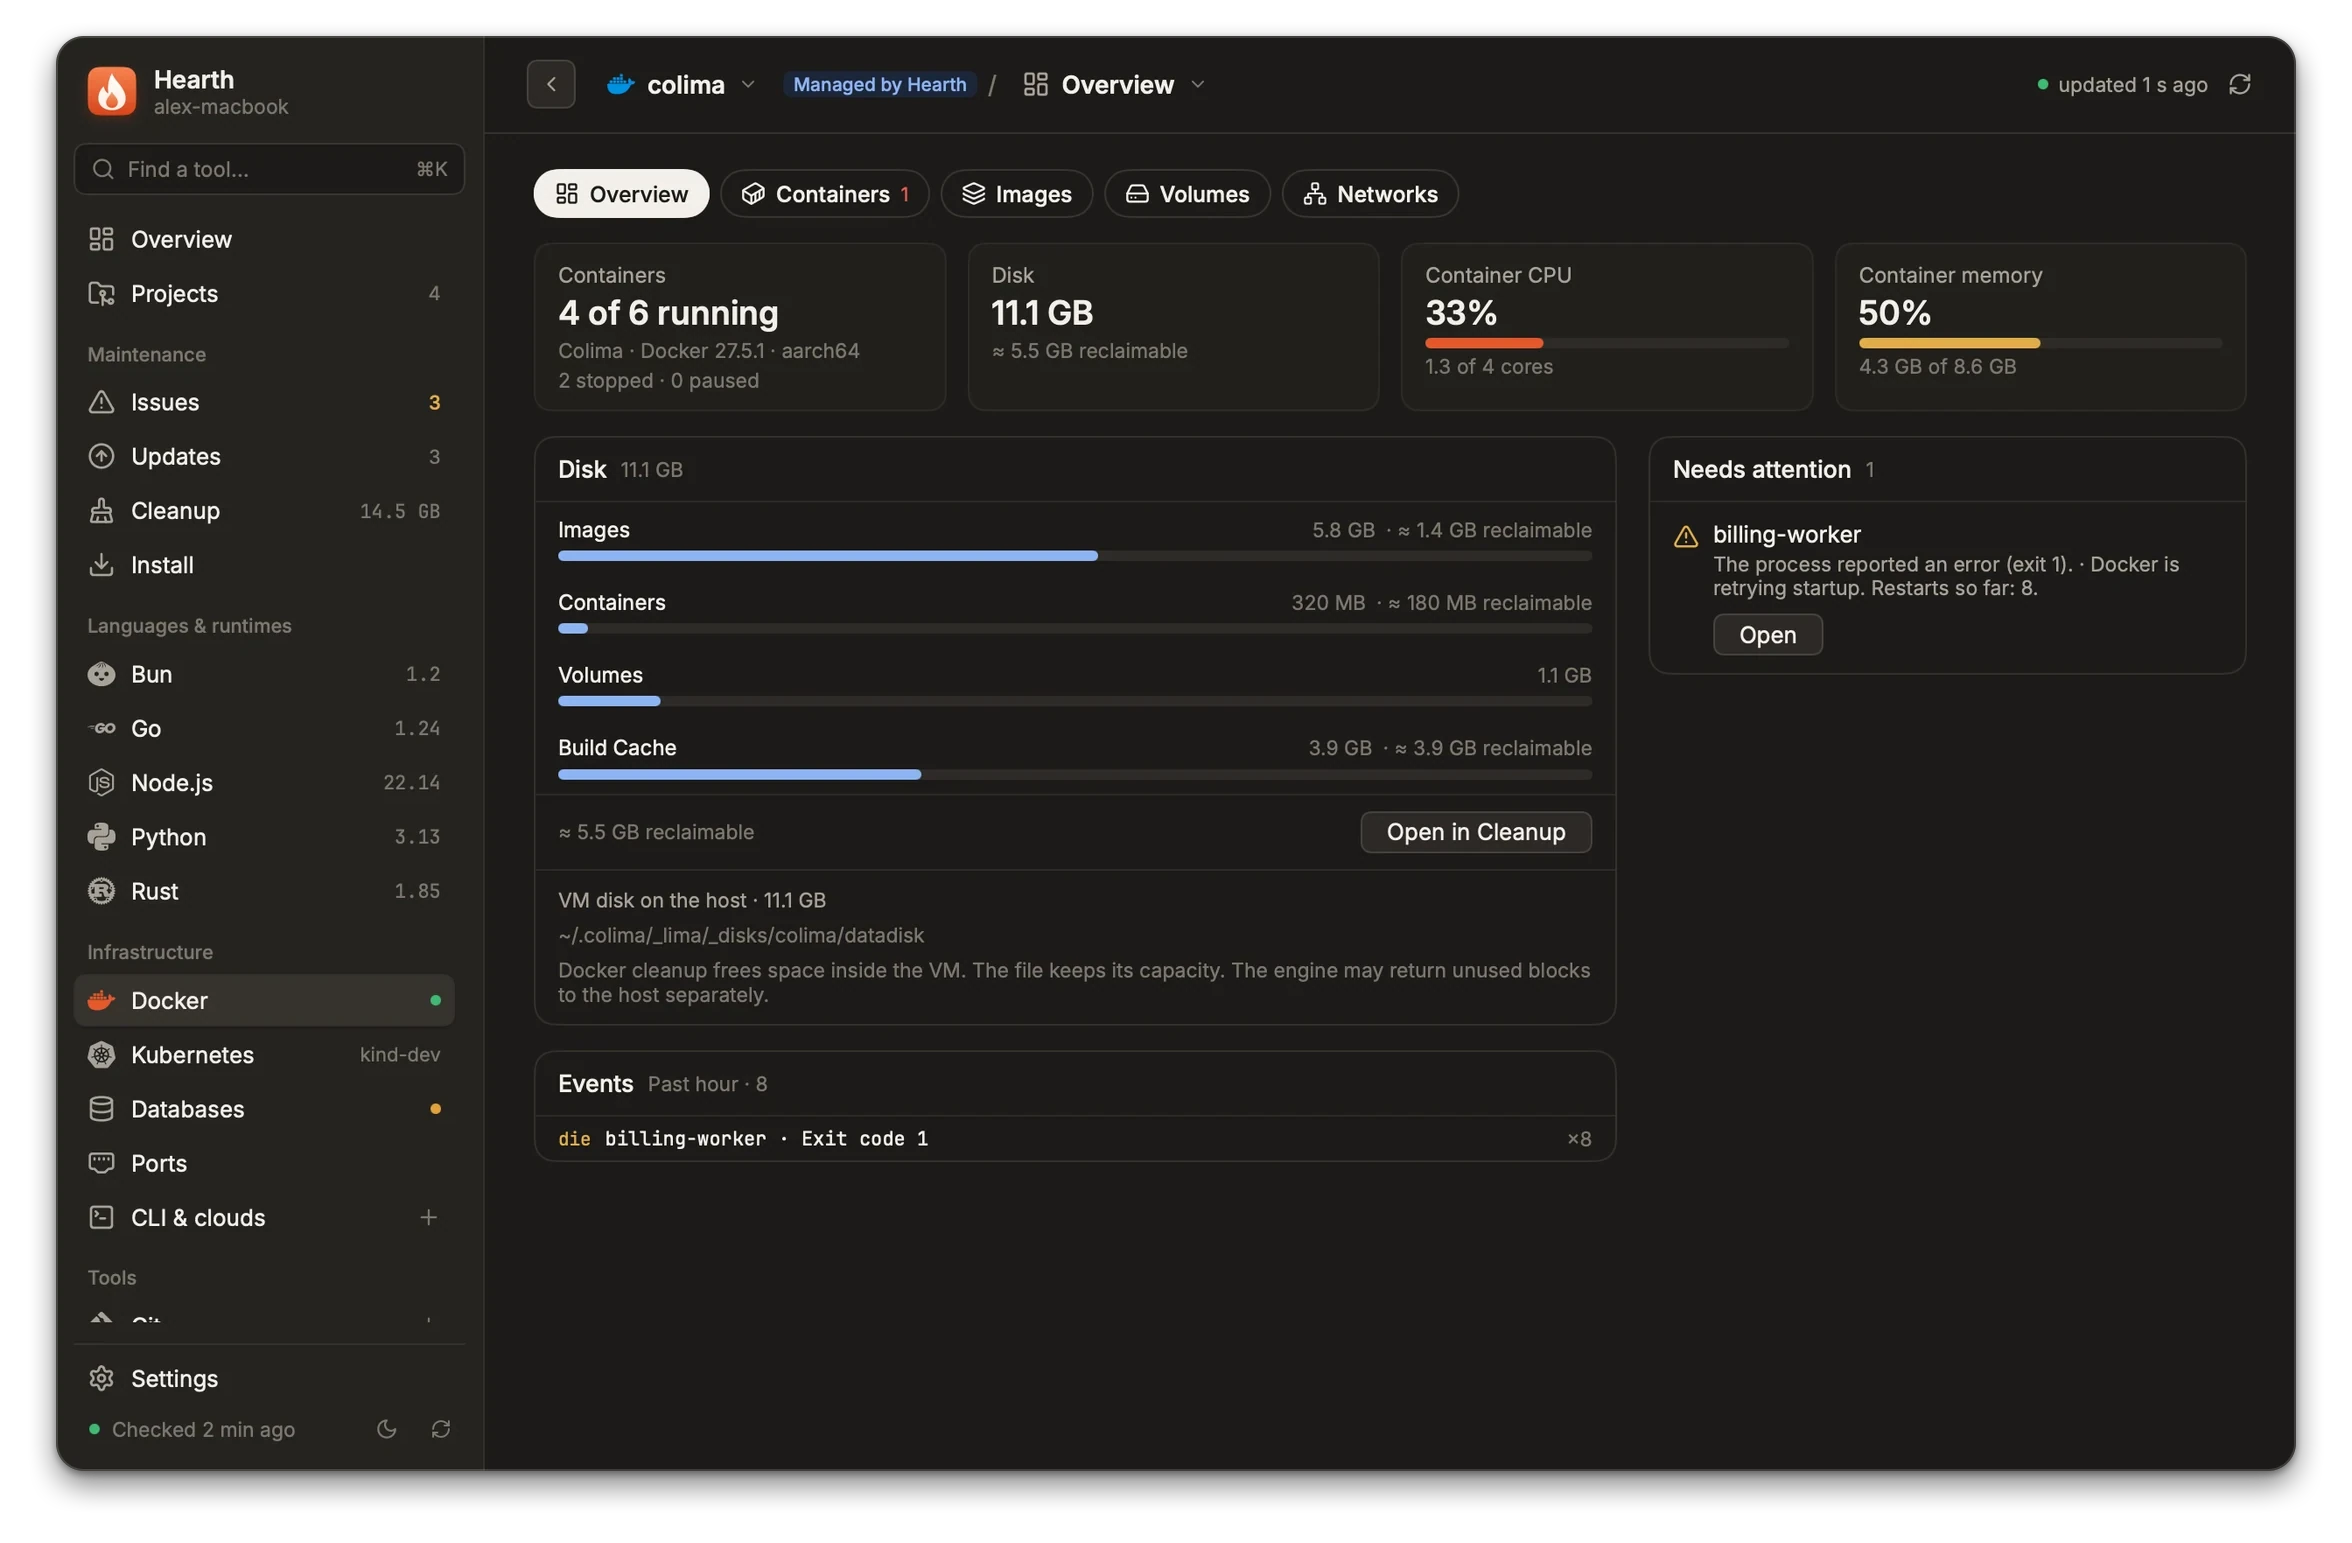 Hearth
alex-macbook
Find a tool... ⌘K
Overview
Projects 4
Maintenance
Issues 3
Updates 3
Cleanup 14.5 GB
Install
Languages & runtimes
Bun 1.2
Go 1.24
Node.js 22.14
Python 3.13
Rust 1.85
Infrastructure
Docker
Kubernetes kind-dev
Databases
Ports
CLI & clouds
Tools
Git
Settings
Checked 2 min ago
colima Managed by Hearth / Overview
updated 1 s ago
Overview Containers 1 Images Volumes Networks
Containers
4 of 6 running
Colima · Docker 27.5.1 · aarch64
2 stopped · 0 paused
Disk
11.1 GB
≈ 5.5 GB reclaimable
Container CPU
33%
1.3 of 4 cores
Container memory
50%
4.3 GB of 8.6 GB
Disk 11.1 GB
Images 5.8 GB · ≈ 1.4 GB reclaimable
Containers 320 MB · ≈ 180 MB reclaimable
Volumes 1.1 GB
Build Cache 3.9 GB · ≈ 3.9 GB reclaimable
≈ 5.5 GB reclaimable Open in Cleanup
VM disk on the host · 11.1 GB
~/.colima/_lima/_disks/colima/datadisk
Docker cleanup frees space inside the VM. The file keeps its capacity. The engine may return unused blocks
to the host separately.
Events Past hour · 8
die billing-worker · Exit code 1 ×8
Needs attention 1
billing-worker
The process reported an error (exit 1). · Docker is
retrying startup. Restarts so far: 8.
Open